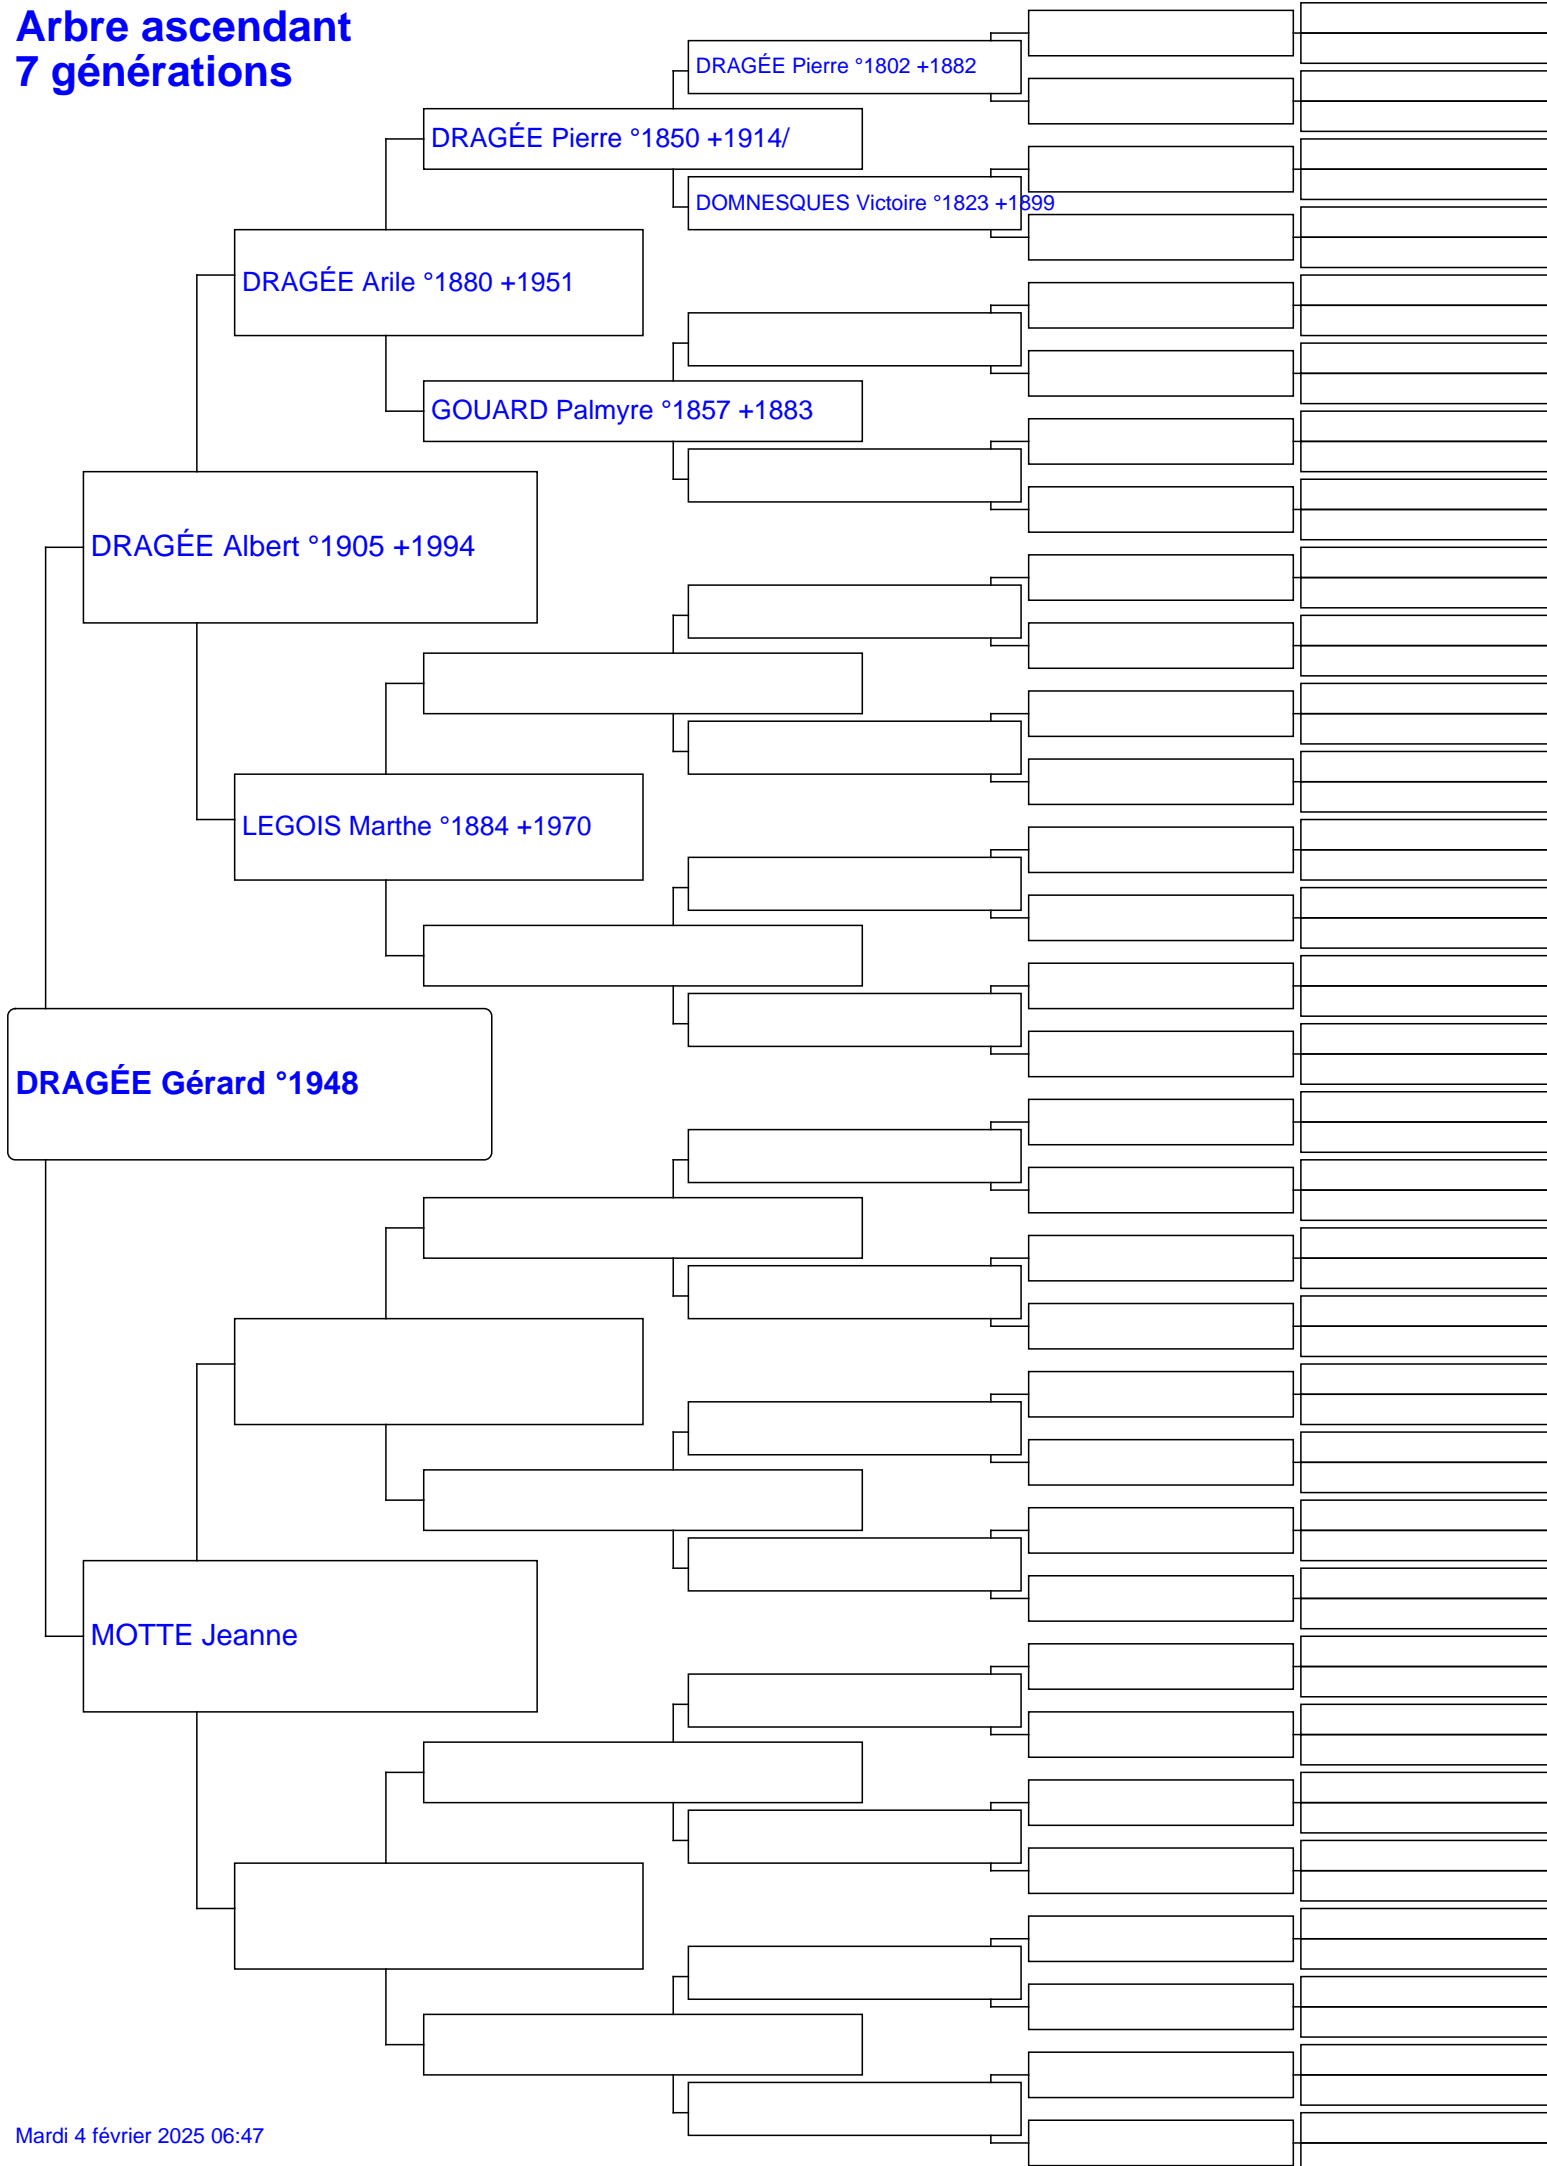 Arbre ascendant
7 générations
DRAGÉE Pierre °1802 +1882
DRAGÉE Pierre °1850 +1914/
DOMNESQUES Victoire °1823 +1899
DRAGÉE Arile °1880 +1951
GOUARD Palmyre °1857 +1883
DRAGÉE Albert °1905 +1994
LEGOIS Marthe °1884 +1970
DRAGÉE Gérard °1948
MOTTE Jeanne
Mardi 4 février 2025 06:47